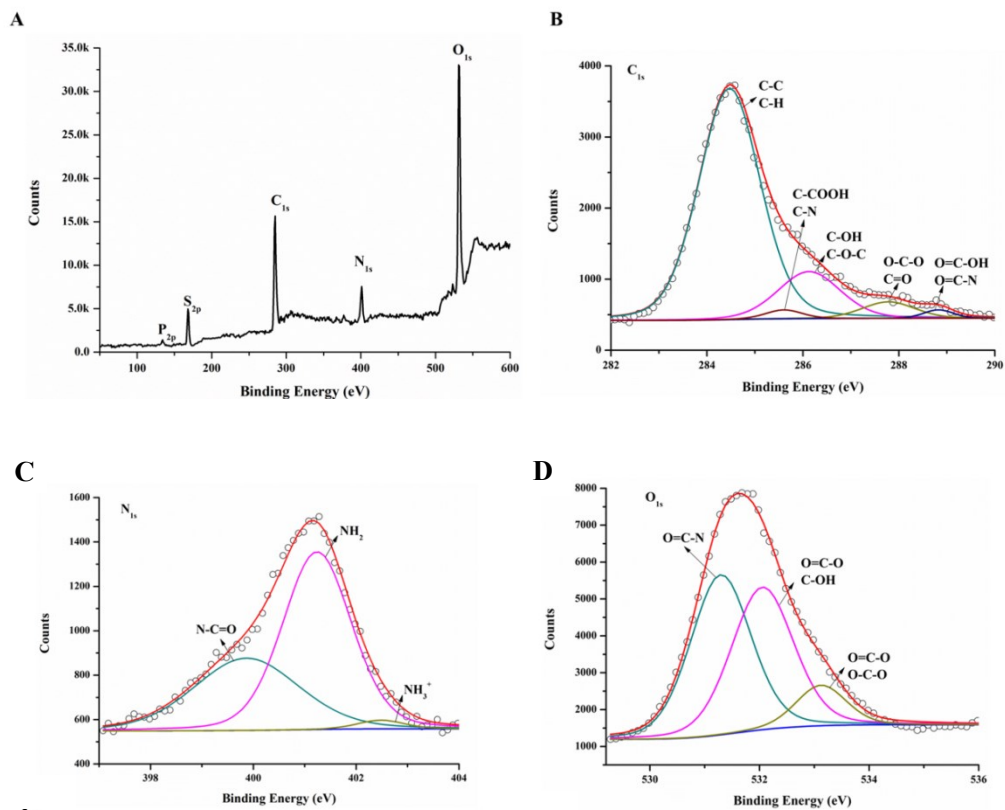 A
35.0k
30.0k
25.0k
20.0k
15.0k
10.0k
5.0k
0.0
Counts
P2p
S2p
C1s
N1s
O1s
100 200 300 400 500 600
Binding Energy (eV)
B
4000
3000
2000
1000
0
Counts
C1s
C-C
C-H
C-COOH
C-N
C-OH
C-O-C
O-C-O
C=O
O=C-OH
O=C-N
282 284 286 288 290
Binding Energy (eV)
C
1600
1400
1200
1000
800
600
400
Counts
N1s
N-C=O
NH2
NH3+
398 400 402 404
Binding Energy (eV)
D
8000
7000
6000
5000
4000
3000
2000
1000
Counts
O1s
O=C-N
O=C-O
C-OH
O=C-O
O-C-O
530 532 534 536
Binding Energy (eV)